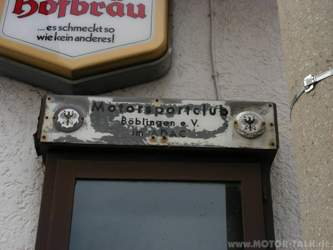 Hofbräu
...es schmeckt so
wie kein anderes!
Motorsportclub
Böblingen e.V.
im ADAC
WWW.MOTOR-TALK.de